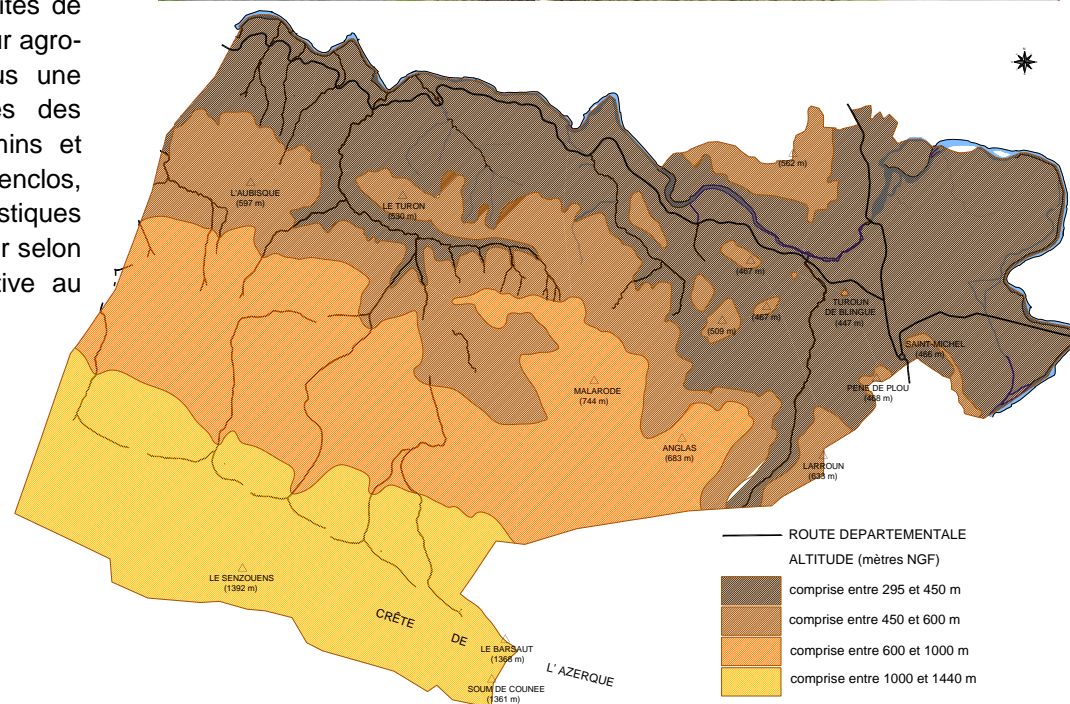 ites de
ur agro-
us une
es des
mins et
enclos,
stiques
r selon
tive au
(562 m)
L'AUBISQUE
(597 m)
LE TURON
(530 m)
(467 m)
(509 m)
(467 m)
TUROUN
DE BLINGUE
(447 m)
SAINT-MICHEL
(466 m)
PENE DE PLOU
(468 m)
MALARODE
(744 m)
ANGLAS
(683 m)
LARROUN
(633 m)
LE SENZOUENS
(1392 m)
CRÊTE DE L' AZERQUE
LE BARSAUT
(1368 m)
SOUM DE COUNEE
(1361 m)
ROUTE DEPARTEMENTALE
ALTITUDE (mètres NGF)
comprise entre 295 et 450 m
comprise entre 450 et 600 m
comprise entre 600 et 1000 m
comprise entre 1000 et 1440 m